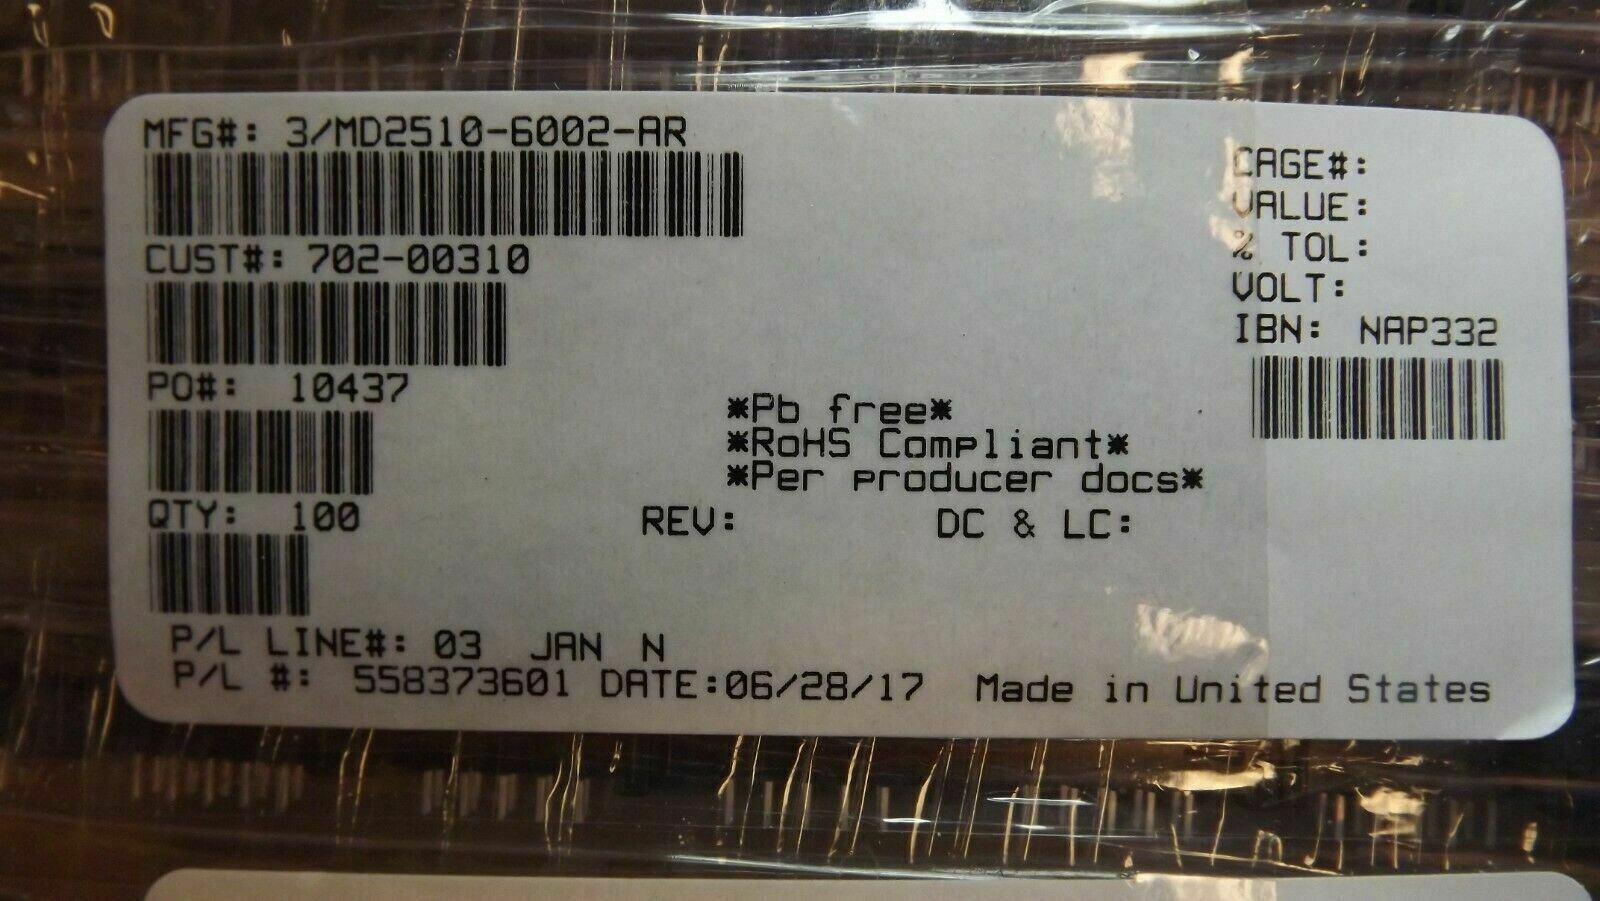 MFG#: 3/MD2510-6002-AR
CUST#: 702-00310
PO#: 10437
QTY: 100
CAGE#:
VALUE:
% TOL:
VOLT:
IBN: NAP332
*Pb free*
*RoHS Compliant*
*Per producer docs*
REV: DC & LC:
P/L LINE#: 03 JAN N
P/L #: 558373601 DATE:06/28/17 Made in United States